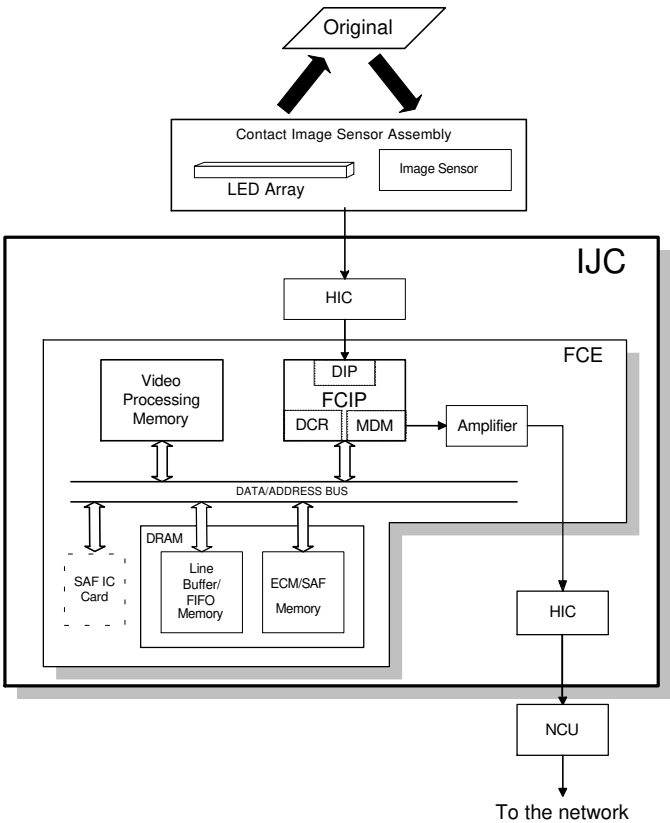 Original
Contact Image Sensor Assembly
LED Array
Image Sensor
IJC
HIC
FCE
Video
Processing
Memory
DIP
FCIP
DCR
MDM
Amplifier
DATA/ADDRESS BUS
SAF IC
Card
DRAM
Line
Buffer/
FIFO
Memory
ECM/SAF
Memory
HIC
NCU
To the network